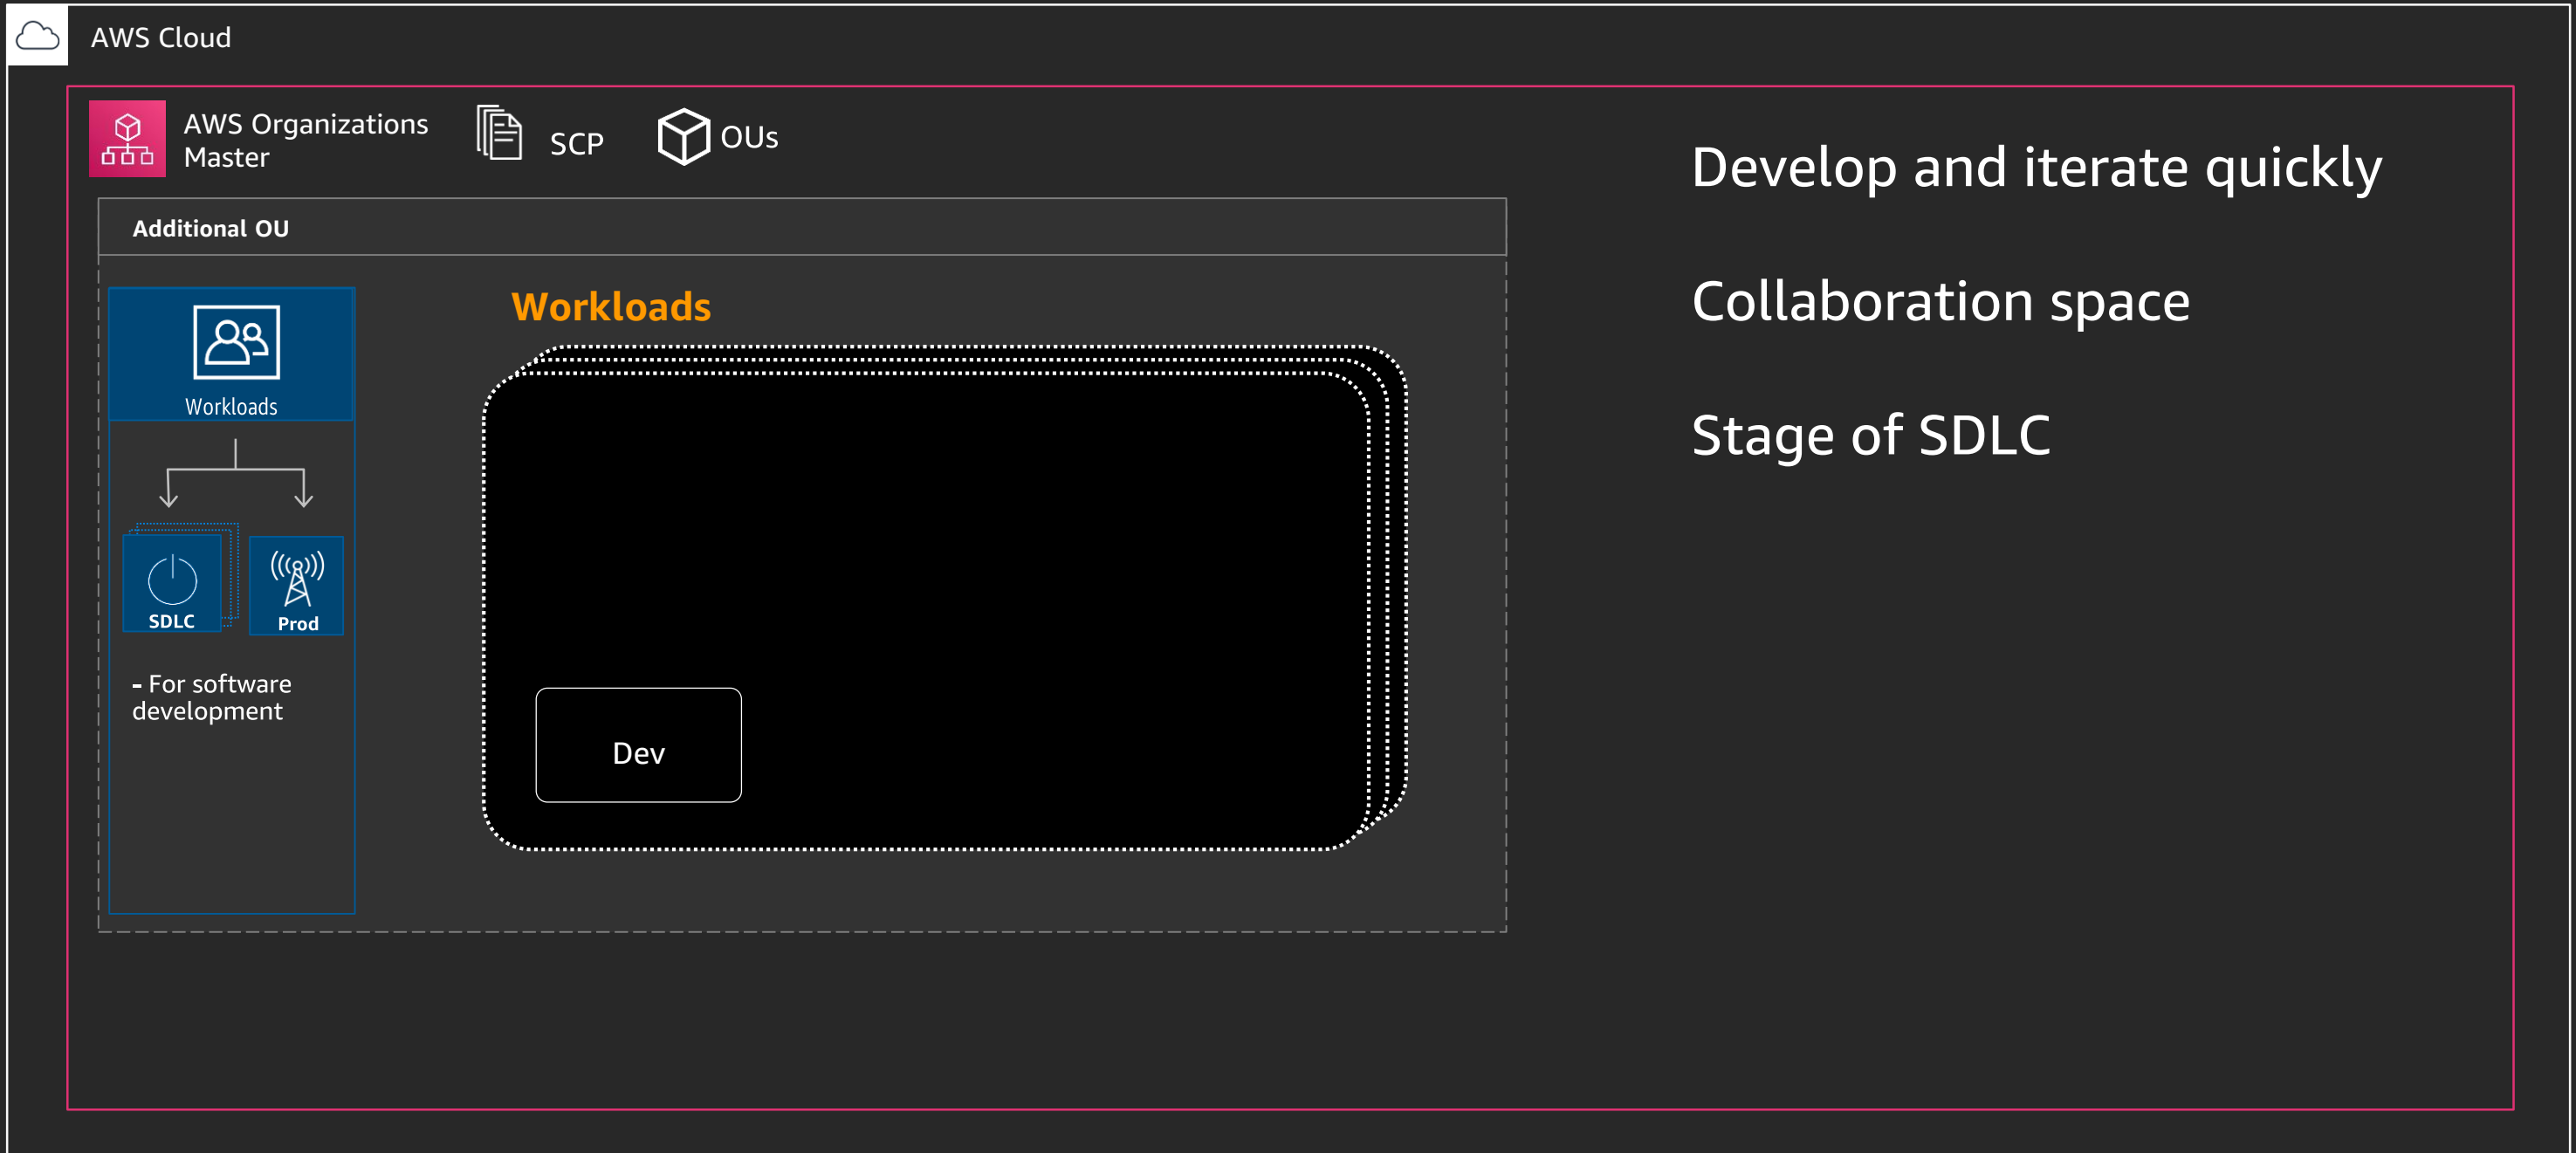 AWS Cloud
AWS Organizations
Master
SCP
OUs
Additional OU
Workloads
Workloads
SDLC
Prod
- For software
development
Dev
Develop and iterate quickly
Collaboration space
Stage of SDLC